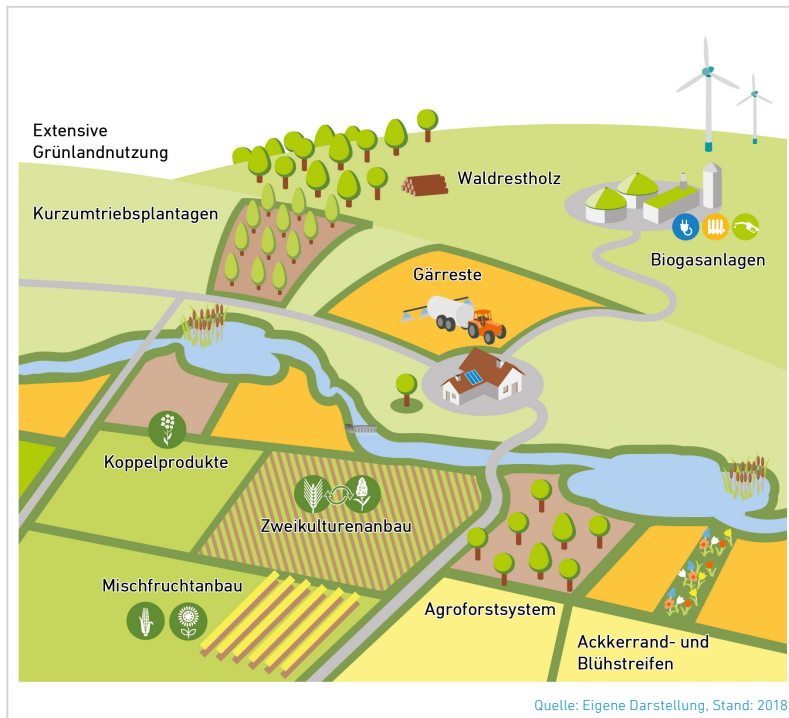 Extensive
Grünlandnutzung
Waldrestholz
Kurzumtriebsplantagen
Biogasanlagen
Gärreste
Koppelprodukte
Zweikulturenanbau
Mischfruchtanbau
Agroforstsystem
Ackkerrand- und
Blühstreifen
Quelle: Eigene Darstellung, Stand: 2018